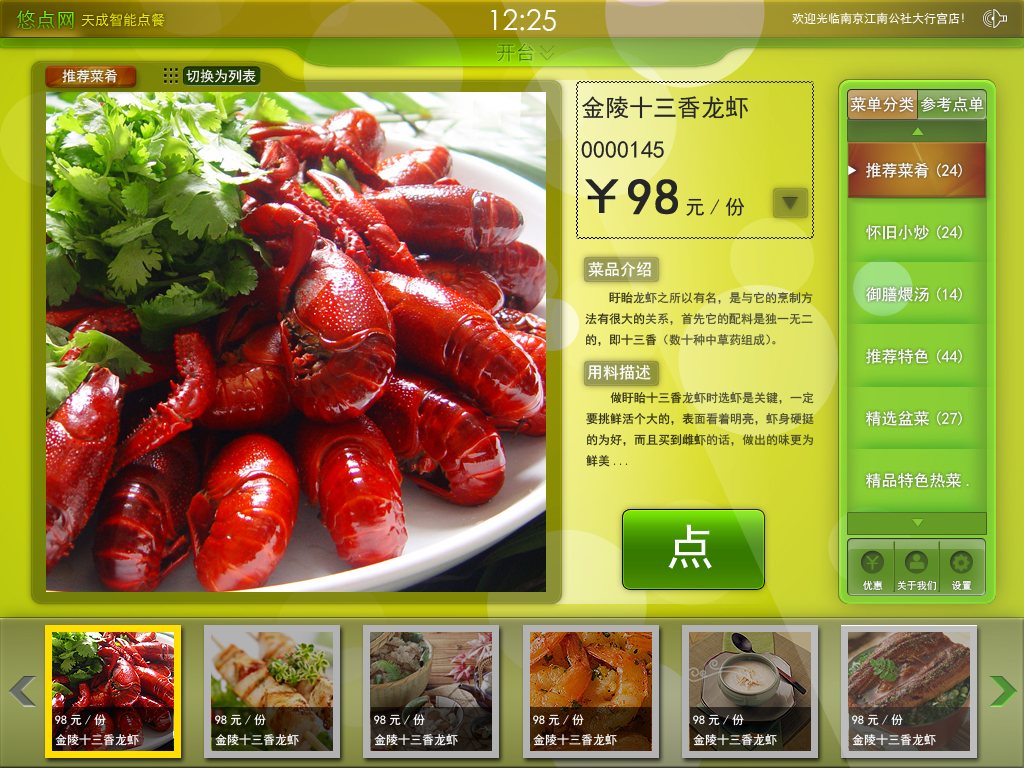 悠点网 天成智能点餐
12:25
欢迎光临南京江南公社大行宫店！
开台
推荐菜肴
切换为列表
金陵十三香龙虾
0000145
￥98 元 / 份
菜品介绍
盱眙龙虾之所以有名，是与它的烹制方
法有很大的关系，首先它的配料是独一无二
的，即十三香（数十种中草药组成）。
用料描述
做盱眙十三香龙虾时选虾是关键，一定
要挑鲜活个大的，表面看着明亮，虾身硬挺
的为好，而且买到雌虾的话，做出的味更为
鲜美 . . .
点
菜单分类 参考点单
推荐菜肴 (24)
怀旧小炒 (24)
御膳煨汤 (14)
推荐特色 (44)
精选盆菜 (27)
精品特色热菜 .
优惠 关于我们 设置
98 元 / 份
金陵十三香龙虾
98 元 / 份
金陵十三香龙虾
98 元 / 份
金陵十三香龙虾
98 元 / 份
金陵十三香龙虾
98 元 / 份
金陵十三香龙虾
98 元 / 份
金陵十三香龙虾